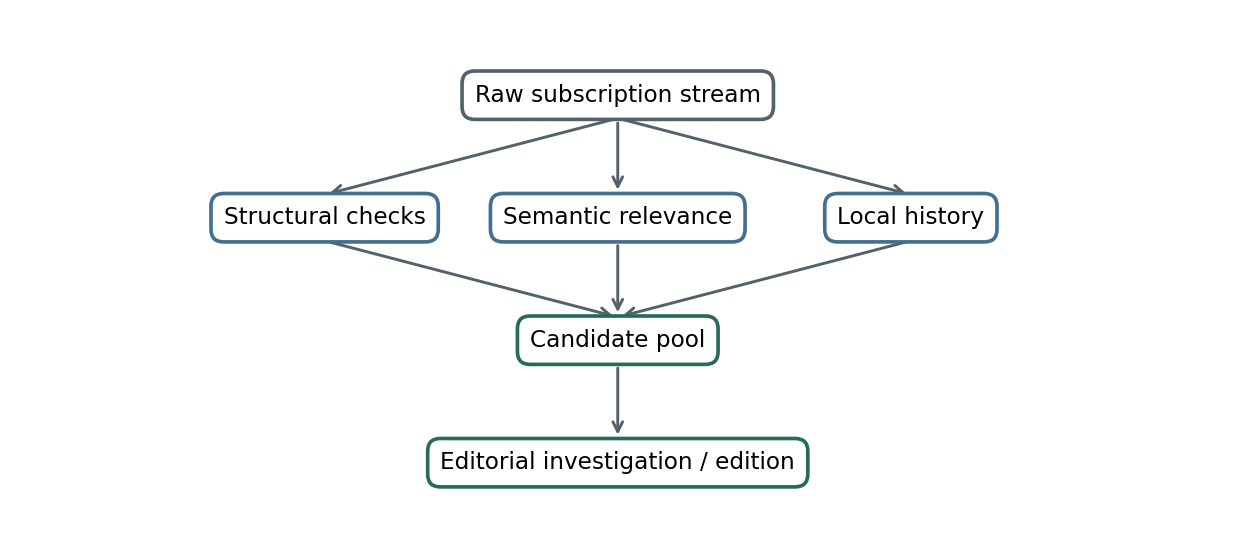 Raw subscription stream
Structural checks
Semantic relevance
Local history
Candidate pool
Editorial investigation / edition